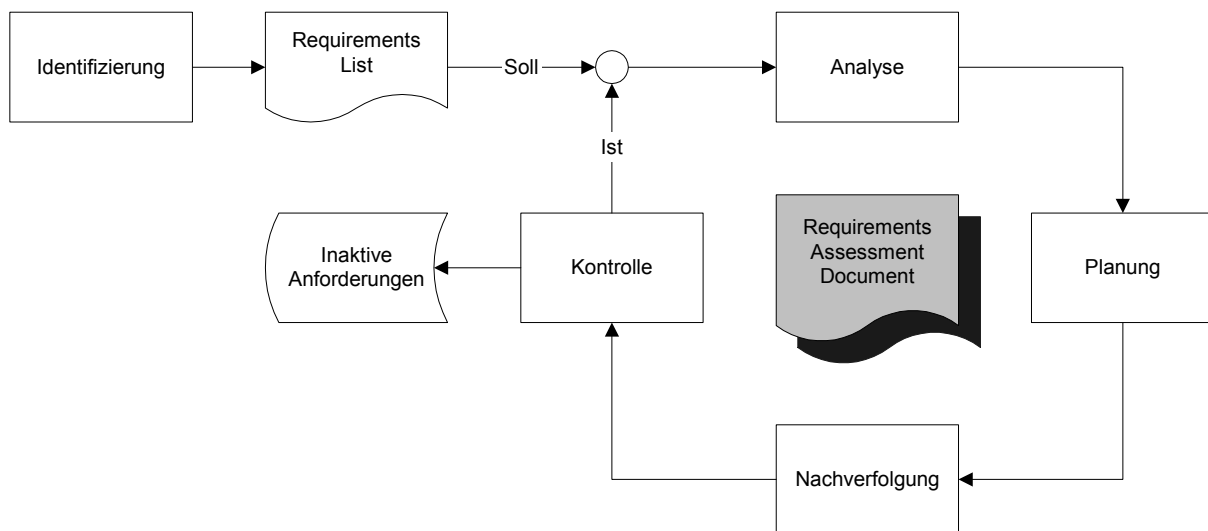 Identifizierung
Requirements
List
Soll
Analyse
Ist
Inaktive
Anforderungen
Kontrolle
Requirements
Assessment
Document
Planung
Nachverfolgung